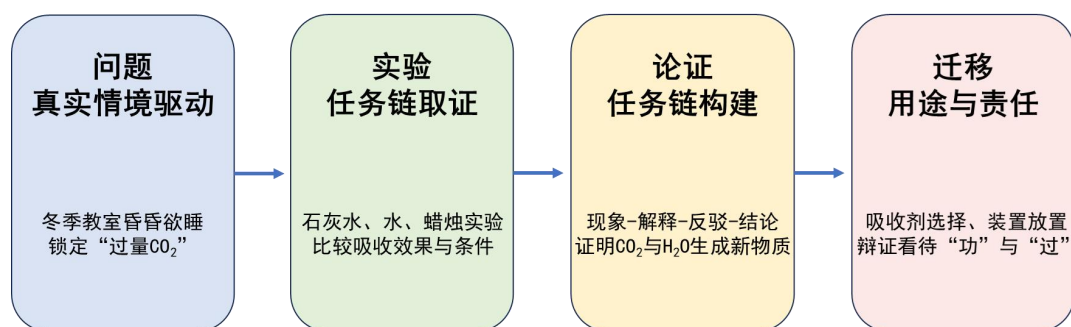 问题
真实情境驱动
冬季教室昏昏欲睡
锁定“过量CO₂”
实验
任务链取证
石灰水、水、蜡烛实验
比较吸收效果与条件
论证
任务链构建
现象-解释-反驳-结论
证明CO₂与H₂O生成新物质
迁移
用途与责任
吸收剂选择、装置放置
辩证看待“功”与“过”